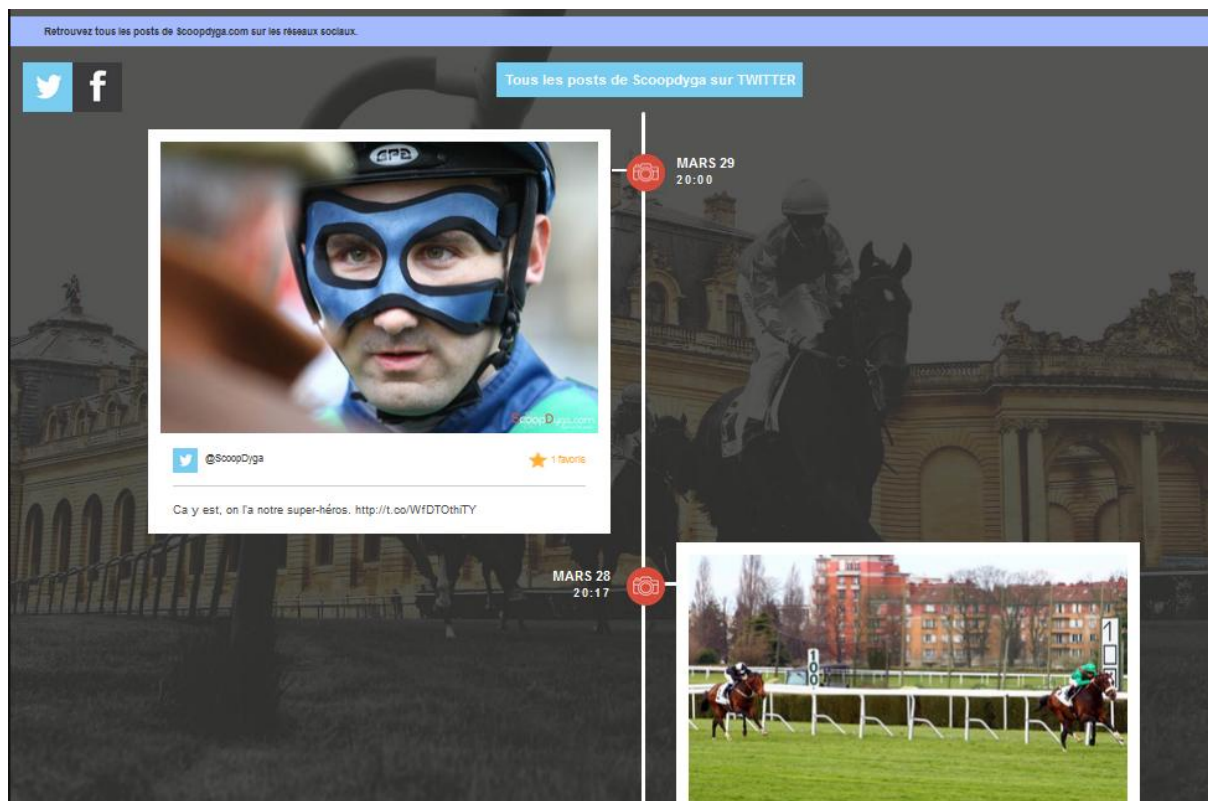 Retrouvez tous les posts de Scoopdyga.com sur les réseaux sociaux.
Tous les posts de Scoopdyga sur TWITTER
MARS 29
20:00
GPA
ScoopDyga.com
@ScoopDyga
1 favoris
Ca y est, on l'a notre super-héros. http://t.co/WfDTOthiTY
MARS 28
20:17
100